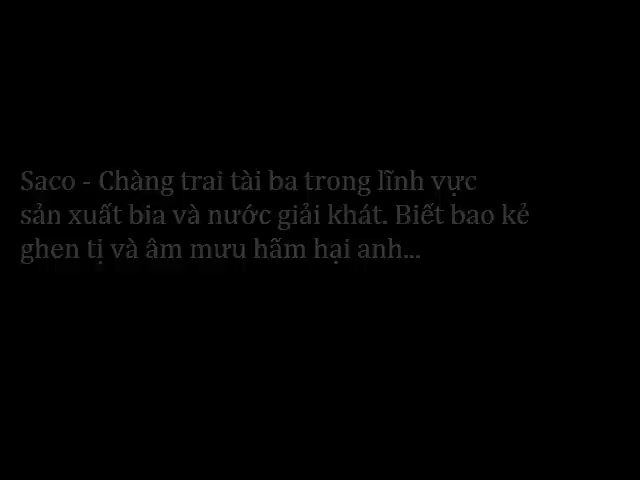 Saco - Chàng trai tài ba trong lĩnh vực
sản xuất bia và nước giải khát. Biết bao kẻ
ghen tị và âm mưu hãm hại anh...